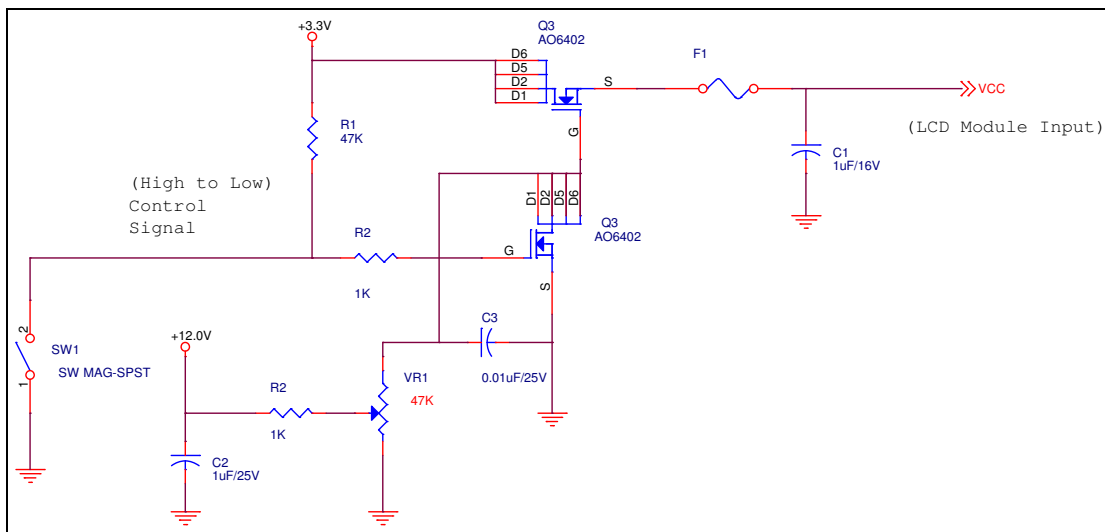 +3.3V
Q3
AO6402
D6
D5
D2
D1
S
G
F1
VCC
(LCD Module Input)
R1
47K
C1
1uF/16V
(High to Low)
Control
Signal
D1
D2
D5
D6
Q3
AO6402
G
S
R2
1K
2
1
SW1
SW MAG-SPST
+12.0V
C3
0.01uF/25V
R2
1K
VR1
47K
C2
1uF/25V